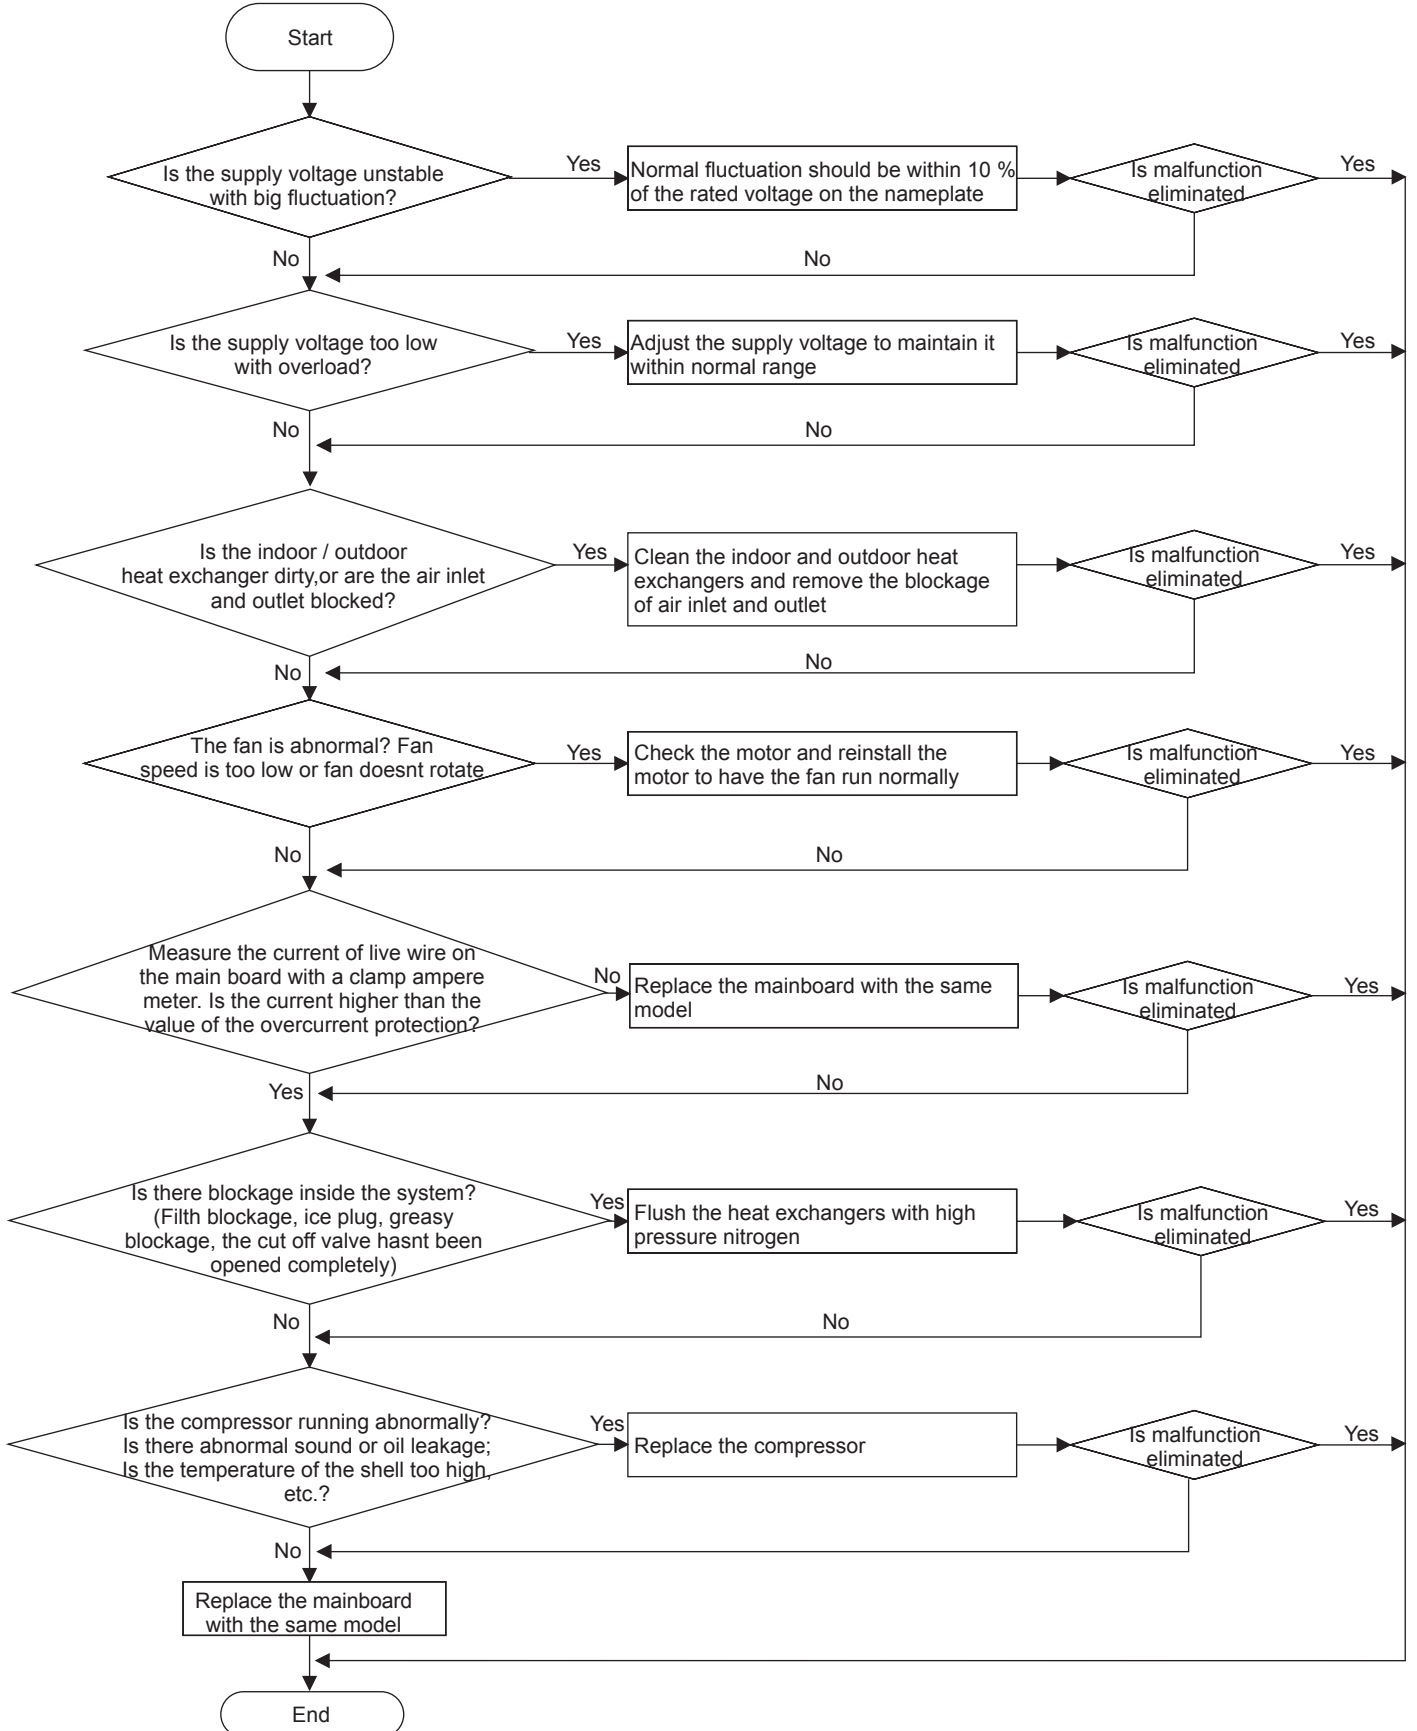 Start
Is the supply voltage unstable
with big fluctuation?
Yes
Normal fluctuation should be within 10 %
of the rated voltage on the nameplate
Is malfunction
eliminated
Yes
No
No
Is the supply voltage too low
with overload?
Yes
Adjust the supply voltage to maintain it
within normal range
Is malfunction
eliminated
Yes
No
No
Is the indoor / outdoor
heat exchanger dirty,or are the air inlet
and outlet blocked?
Yes
Clean the indoor and outdoor heat
exchangers and remove the blockage
of air inlet and outlet
Is malfunction
eliminated
Yes
No
No
The fan is abnormal? Fan
speed is too low or fan doesnt rotate
Yes
Check the motor and reinstall the
motor to have the fan run normally
Is malfunction
eliminated
Yes
No
No
Measure the current of live wire on
the main board with a clamp ampere
meter. Is the current higher than the
value of the overcurrent protection?
No
Replace the mainboard with the same
model
Is malfunction
eliminated
Yes
Yes
No
Is there blockage inside the system?
(Filth blockage, ice plug, greasy
blockage, the cut off valve hasnt been
opened completely)
Yes
Flush the heat exchangers with high
pressure nitrogen
Is malfunction
eliminated
Yes
No
No
Is the compressor running abnormally?
Is there abnormal sound or oil leakage;
Is the temperature of the shell too high,
etc.?
Yes
Replace the compressor
Is malfunction
eliminated
Yes
No
Replace the mainboard
with the same model
End